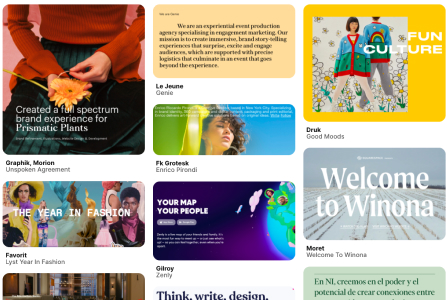 Created a full spectrum
brand experience for
Prismatic Plants
Graphik, Morion
Unspoken Agreement
THE YEAR IN FASHION
Favorit
Lyst Year In Fashion
We are Genie
We are an experiential event production
agency specialising in engagement marketing. Our
mission is to create immersive, brand story-telling
experiences that surprise, excite and engage
audiences, which are supported with precise
logistics that culminate in an event that goes
beyond the experience.
Le Jeune
Genie
Fk Grotesk
Enrico Pirondi
YOUR MAP
YOUR PEOPLE
Gilroy
Zenly
Think, write, design.
FUN
CULTURE
Druk
Good Moods
Welcome
to Winona
Moret
Welcome To Winona
En NL creemos en el poder y el
potencial de crear conexiones entre